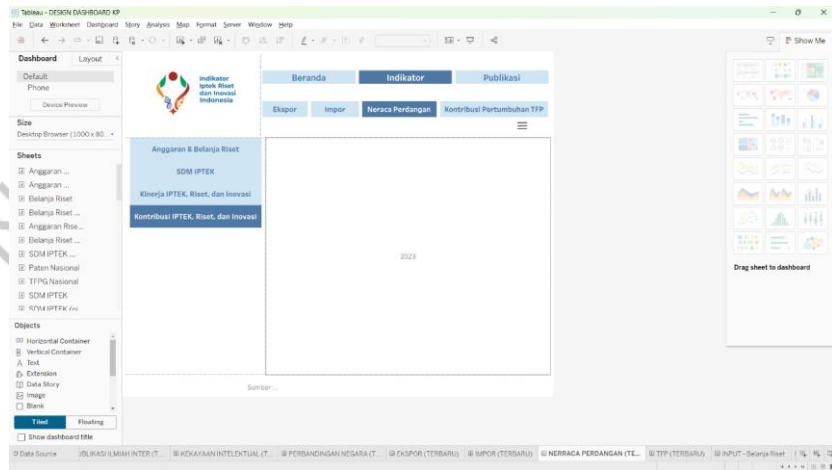 Tableau - DESIGN DASHBOARD KP
File Data Worksheet Dashboard Story Analysis Map Format Server Window Help
Show Me
Dashboard Layout
Default
Phone
Device Preview
Size
Desktop Browser (1000 x 80...
Sheets
Anggaran ...
Anggaran ...
Belanja Riset
Belanja Riset ...
Anggaran Rise...
Belanja Riset ...
SDM IPTEK ...
Paten Nasional
TFPG Nasional
SDM IPTEK
Objects
Horizontal Container
Vertical Container
Text
Extension
Data Story
Image
Blank
Tiled Floating
Show dashboard title
Indikator
Iptek Riset
dan Inovasi
Indonesia
Beranda Indikator Publikasi
Ekspor Impor Neraca Perdangan Kontribusi Pertumbuhan TFP
Anggaran & Belanja Riset
SDM IPTEK
Kinerja IPTEK, Riset, dan Inovasi
Kontribusi IPTEK, Riset, dan Inovasi
2023
Sumber ...
Drag sheet to dashboard
Data Source KEKAYAAN INTELEKTUAL (T... PERBANDINGAN NEGARA (T... EKSPOR (TERBARU) IMPOR (TERBARU) NERRACA PERDANGAN (TE... TFP (TERBARU) INPUT - Belanja Riset